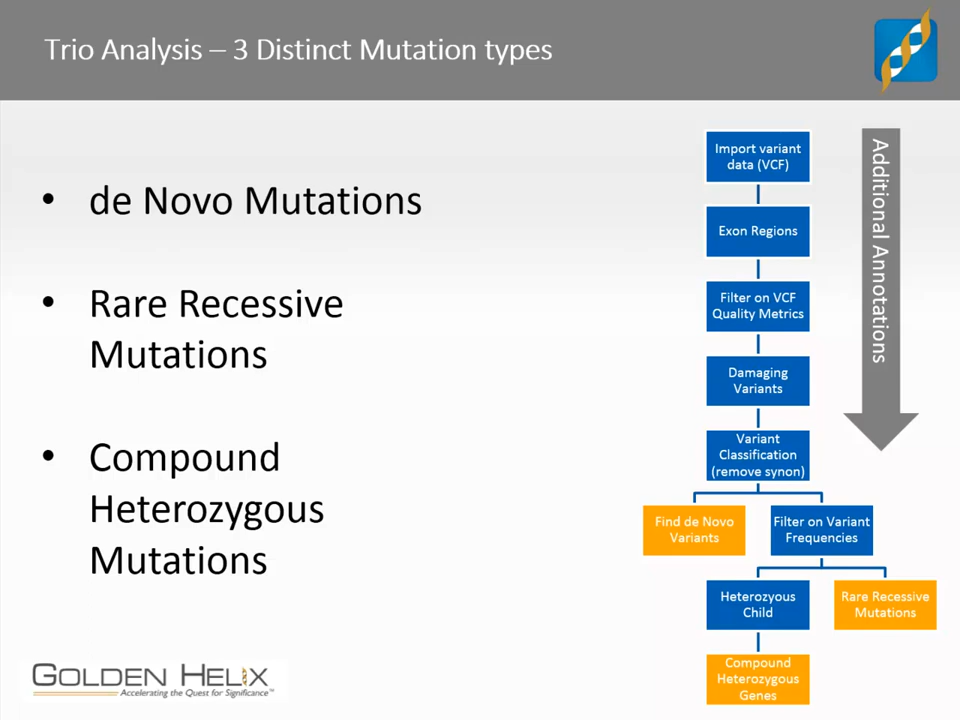 Trio Analysis – 3 Distinct Mutation types
• de Novo Mutations
• Rare Recessive
Mutations
• Compound
Heterozygous
Mutations
Import variant
data (VCF)
Exon Regions
Filter on VCF
Quality Metrics
Damaging
Variants
Variant
Classification
(remove synon)
Find de Novo
Variants
Filter on Variant
Frequencies
Heterozyous
Child
Rare Recessive
Mutations
Compound
Heterozygous
Genes
Additional Annotations
GOLDEN HELIX
Accelerating the Quest for Significance™